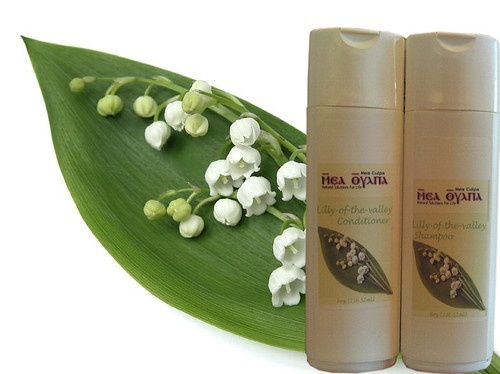 Mea Culpa
Mea Oyana
Natural Solutions For Life
Lilly-of-the-valley
Conditioner
Mea Culpa
Mea Oyana
Natural Solutions For Life
Lilly-of-the-valley
Shampoo